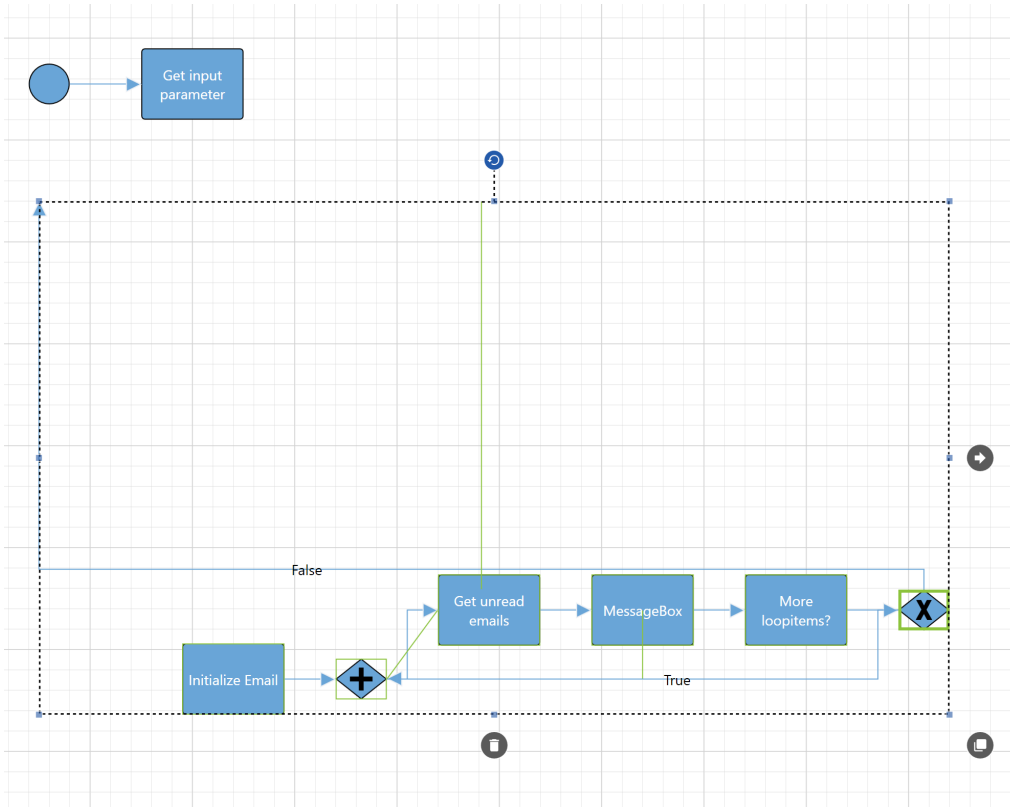 Get input
parameter
False
Get unread
emails
MessageBox
More
loopitems?
X
Initialize Email
+
True